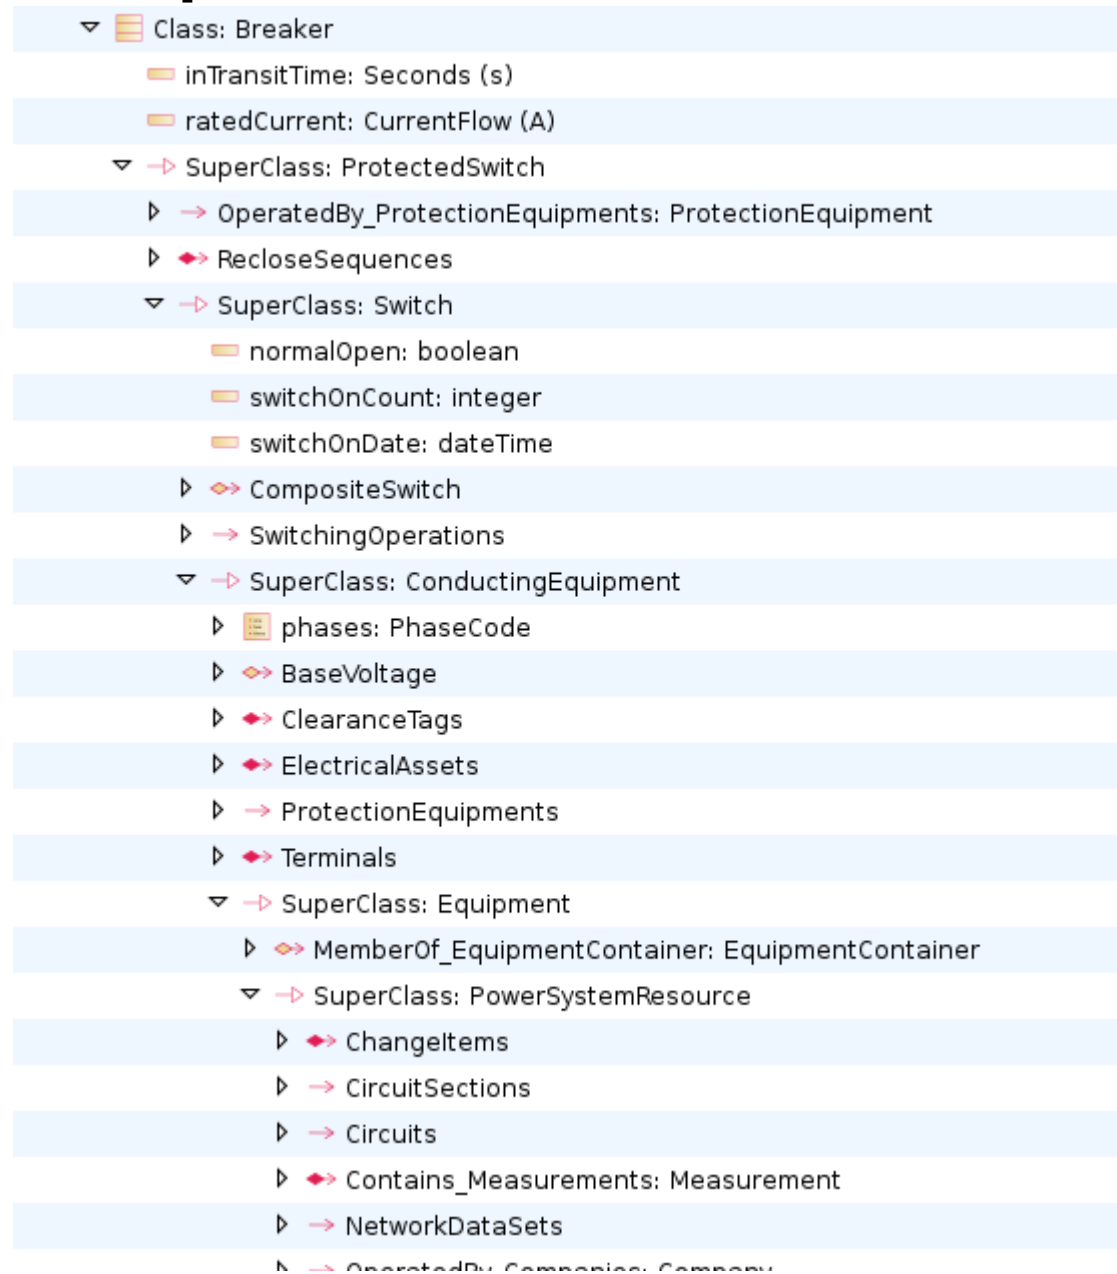 Class: Breaker
inTransitTime: Seconds (s)
ratedCurrent: CurrentFlow (A)
SuperClass: ProtectedSwitch
OperatedBy_ProtectionEquipments: ProtectionEquipment
RecloseSequences
SuperClass: Switch
normalOpen: boolean
switchOnCount: integer
switchOnDate: dateTime
CompositeSwitch
SwitchingOperations
SuperClass: ConductingEquipment
phases: PhaseCode
BaseVoltage
ClearanceTags
ElectricalAssets
ProtectionEquipments
Terminals
SuperClass: Equipment
MemberOf_EquipmentContainer: EquipmentContainer
SuperClass: PowerSystemResource
ChangeItems
CircuitSections
Circuits
Contains_Measurements: Measurement
NetworkDataSets
OperatedBy_Companies: Company